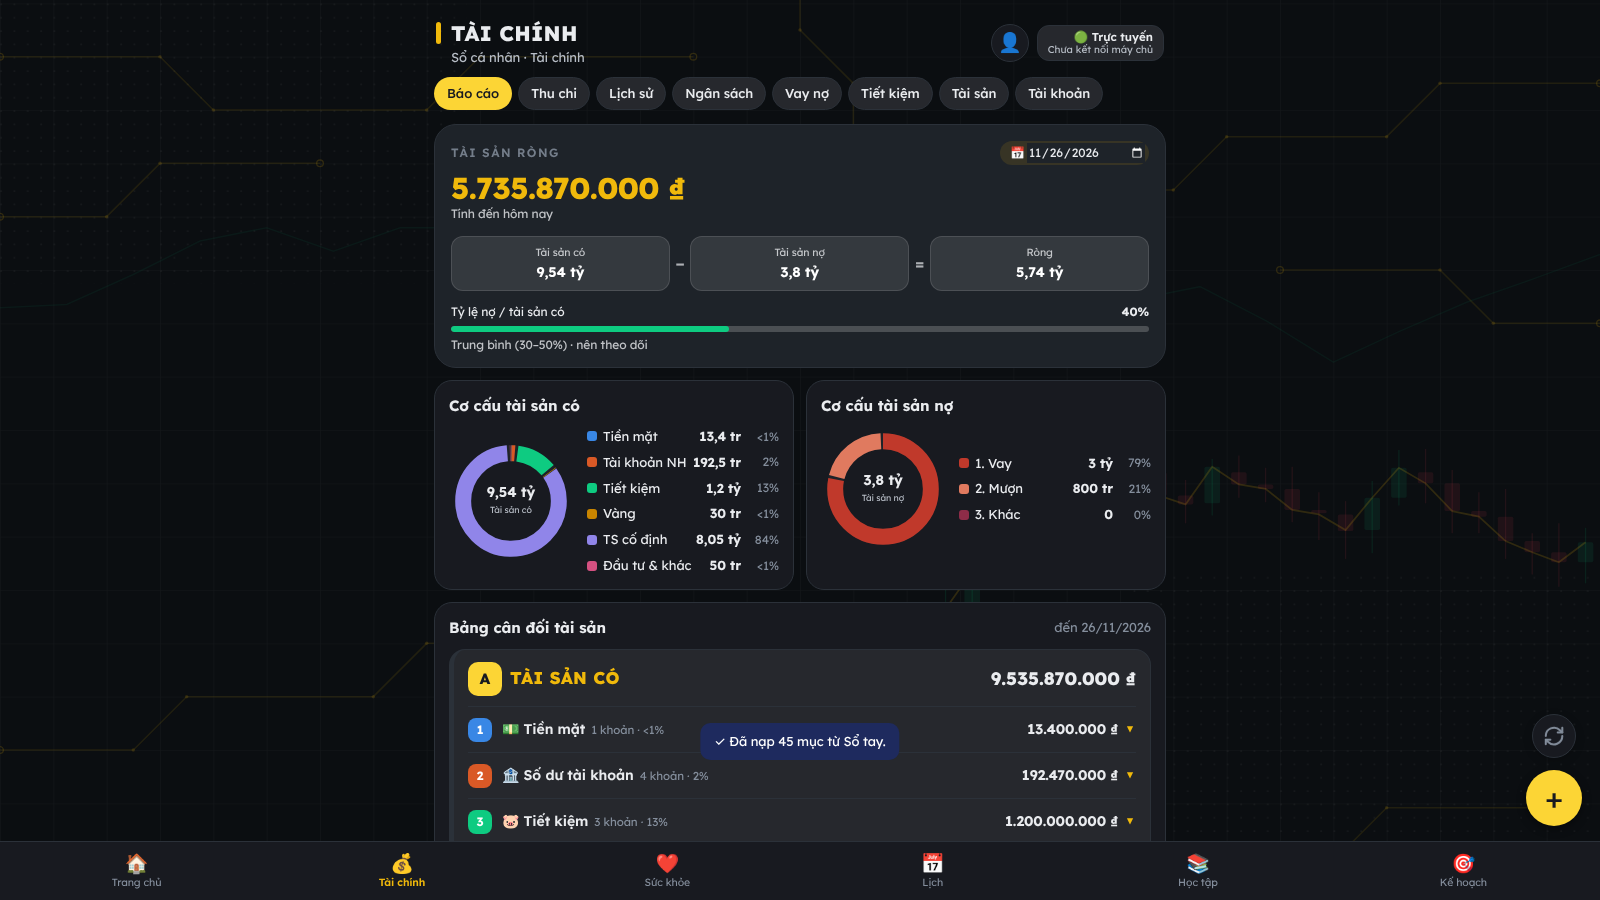 TÀI CHÍNH
Sổ cá nhân · Tài chính
Trực tuyến
Chưa kết nối máy chủ
Báo cáo
Thu chi
Lịch sử
Ngân sách
Vay nợ
Tiết kiệm
Tài sản
Tài khoản
TÀI SẢN RÒNG
11/26/2026
5.735.870.000 ₫
Tính đến hôm nay
Tài sản có
9,54 tỷ
−
Tài sản nợ
3,8 tỷ
=
Ròng
5,74 tỷ
Tỷ lệ nợ / tài sản có 40%
Trung bình (30–50%) · nên theo dõi
Cơ cấu tài sản có
9,54 tỷ
Tài sản có
Tiền mặt 13,4 tr <1%
Tài khoản NH 192,5 tr 2%
Tiết kiệm 1,2 tỷ 13%
Vàng 30 tr <1%
TS cố định 8,05 tỷ 84%
Đầu tư & khác 50 tr <1%
Cơ cấu tài sản nợ
3,8 tỷ
Tài sản nợ
1. Vay 3 tỷ 79%
2. Mượn 800 tr 21%
3. Khác 0 0%
Bảng cân đối tài sản đến 26/11/2026
A TÀI SẢN CÓ 9.535.870.000 ₫
1 Tiền mặt 1 khoản · <1% 13.400.000 ₫ ▼
✓ Đã nạp 45 mục từ Sổ tay.
2 Số dư tài khoản 4 khoản · 2% 192.470.000 ₫ ▼
3 Tiết kiệm 3 khoản · 13% 1.200.000.000 ₫ ▼
+
Trang chủ
Tài chính
Sức khỏe
Lịch
Học tập
Kế hoạch